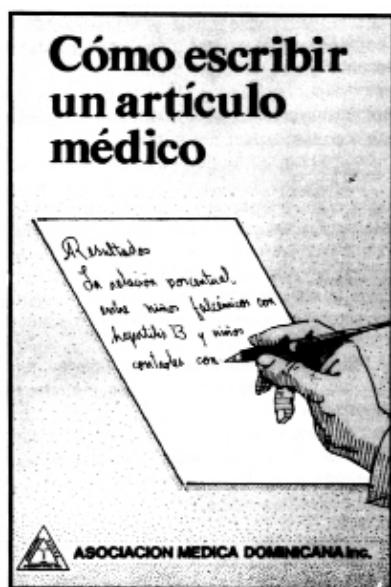 Cómo escribir
un artículo
médico
Resultados
La relación porcentual
entre niños falcémicos con
hepatitis B y niños
controles con
ASOCIACION MEDICA DOMINICANA Inc.